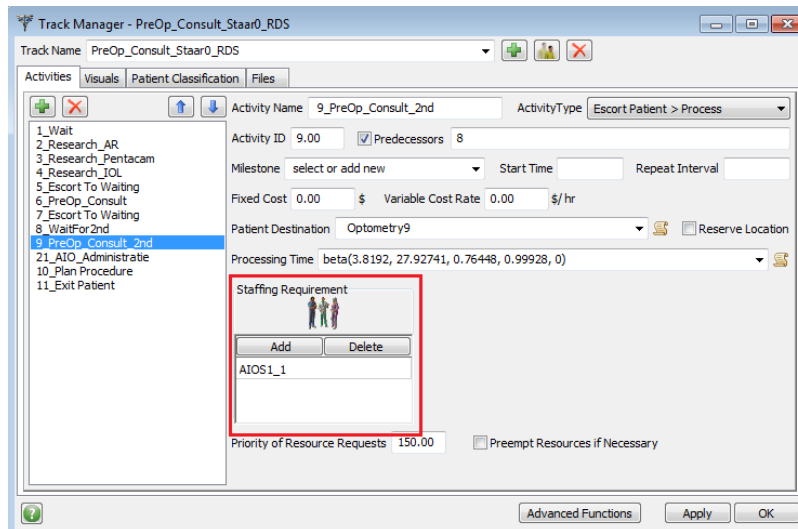 Track Manager - PreOp_Consult_Staar0_RDS
Track Name PreOp_Consult_Staar0_RDS
Activities Visuals Patient Classification Files
Activity Name 9_PreOp_Consult_2nd ActivityType Escort Patient > Process
1_Wait
2_Research_AR
3_Research_Pentacam
4_Research_IOL
5_Escort To Waiting
6_PreOp_Consult
7_Escort To Waiting
8_WaitFor2nd
9_PreOp_Consult_2nd
21_AIO_Administratie
10_Plan Procedure
11_Exit Patient
Activity ID 9.00 Predecessors 8
Milestone select or add new Start Time Repeat Interval
Fixed Cost 0.00 $ Variable Cost Rate 0.00 $/hr
Patient Destination Optometry9 Reserve Location
Processing Time beta(3.8192, 27.92741, 0.76448, 0.99928, 0)
Staffing Requirement
Add Delete
AIOS1_1
Priority of Resource Requests 150.00 Preempt Resources if Necessary
Advanced Functions Apply OK